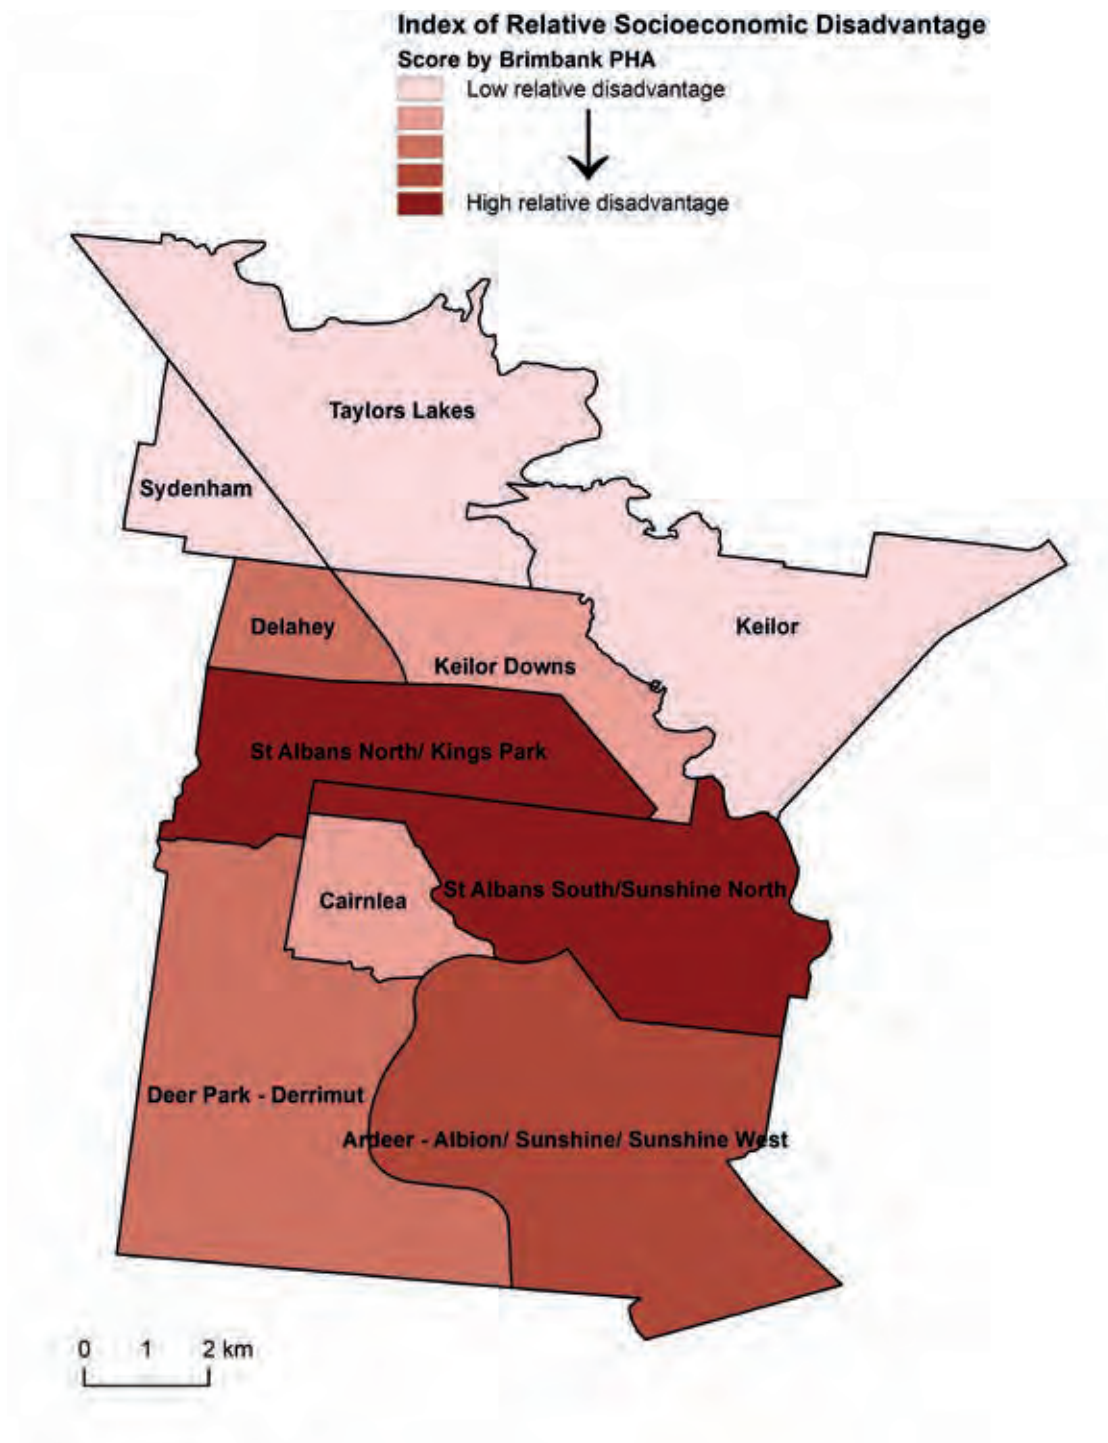 Index of Relative Socioeconomic Disadvantage
Score by Brimbank PHA
Low relative disadvantage
High relative disadvantage
Taylors Lakes
Sydenham
Delahey
Keilor
Keilor Downs
St Albans North/ Kings Park
St Albans South/Sunshine North
Cairnlea
Deer Park - Derrimut
Ardeer - Albion/ Sunshine/ Sunshine West
0 1 2 km